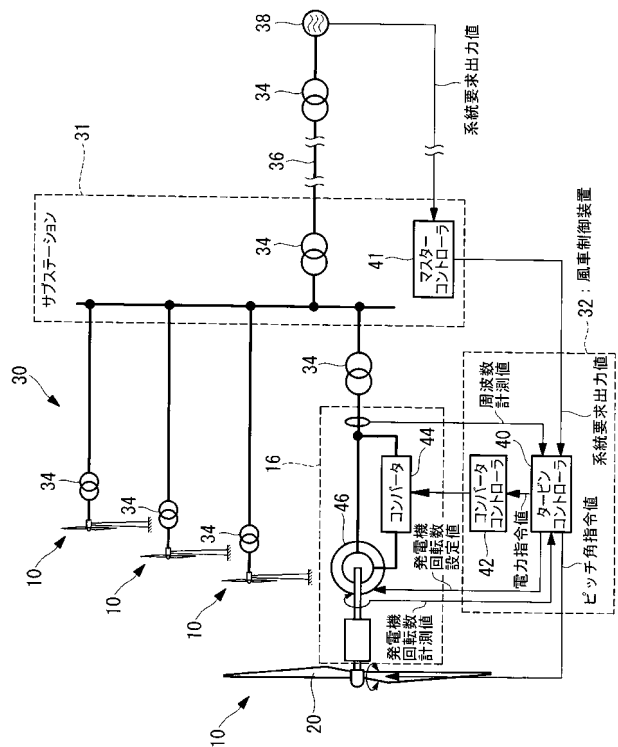 30
31
サブステーション
10
34
10
34
10
34
34
36
34
38
系統要求出力値
41
マスター
コントローラ
34
16
46
44
コンバータ
周波数
計測値
発電機
回転数
設定値
発電機
回転数
計測値
10
20
42
コンバータ
コントローラ
電力指令値
40
タービン
コントローラ
32：風車制御装置
系統要求出力値
ピッチ角指令値